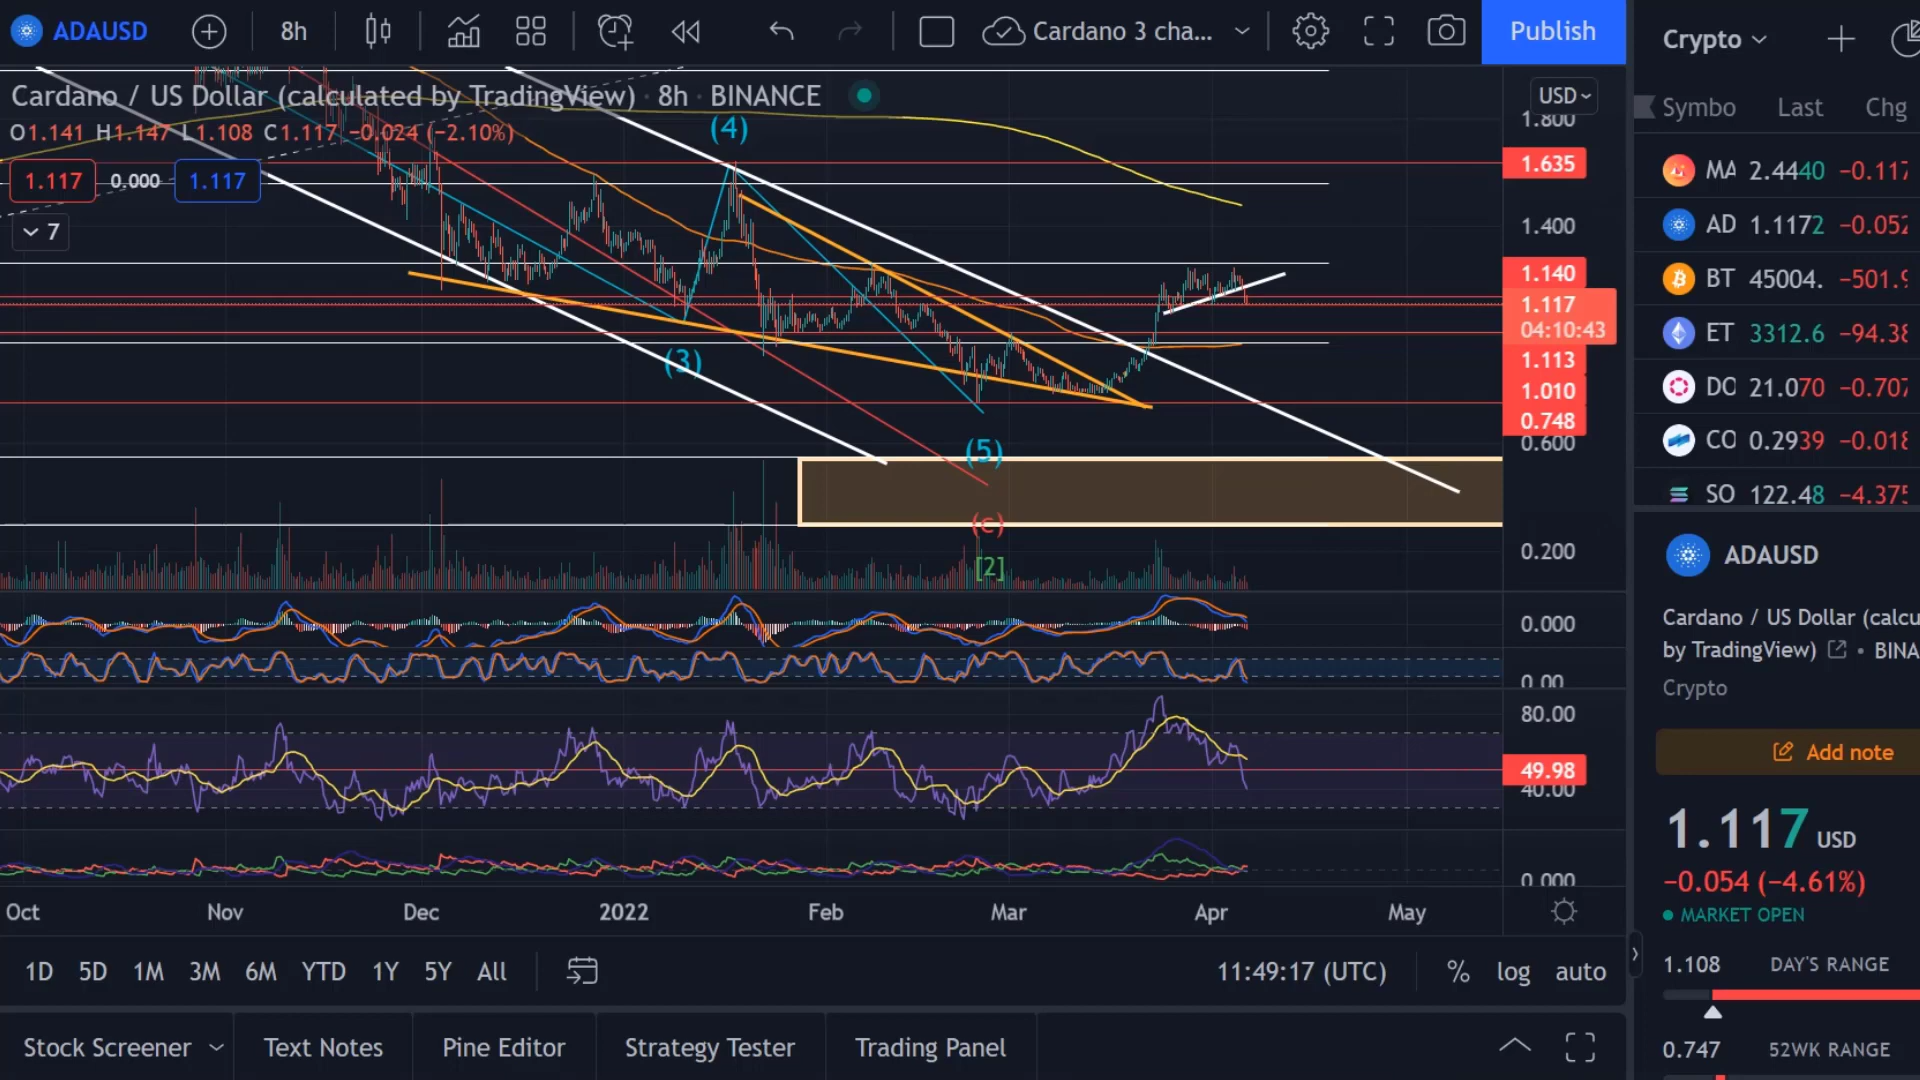 ADAUSD 8h Cardano 3 cha... Publish
Crypto
Cardano / US Dollar (calculated by TradingView) · 8h · BINANCE
O1.141 H1.147 L1.108 C1.117 −0.024 (−2.10%)
1.117 0.000 1.117
7
(4)
(3)
(5)
(c)
[2]
USD
1.800
1.635
1.400
1.140
1.117
04:10:43
1.113
1.010
0.748
0.600
0.200
0.000
0.00
80.00
49.98
40.00
0.000
Oct Nov Dec 2022 Feb Mar Apr May
1D 5D 1M 3M 6M YTD 1Y 5Y All 11:49:17 (UTC) % log auto
Stock Screener Text Notes Pine Editor Strategy Tester Trading Panel
Symbo Last Chg
MA 2.4440 −0.117
AD 1.1172 −0.052
BT 45004. −501.9
ET 3312.6 −94.38
DO 21.070 −0.707
CO 0.2939 −0.018
SO 122.48 −4.375
ADAUSD
Cardano / US Dollar (calcu
by TradingView) • BINA
Crypto
Add note
1.117 USD
−0.054 (−4.61%)
MARKET OPEN
1.108 DAY'S RANGE
0.747 52WK RANGE